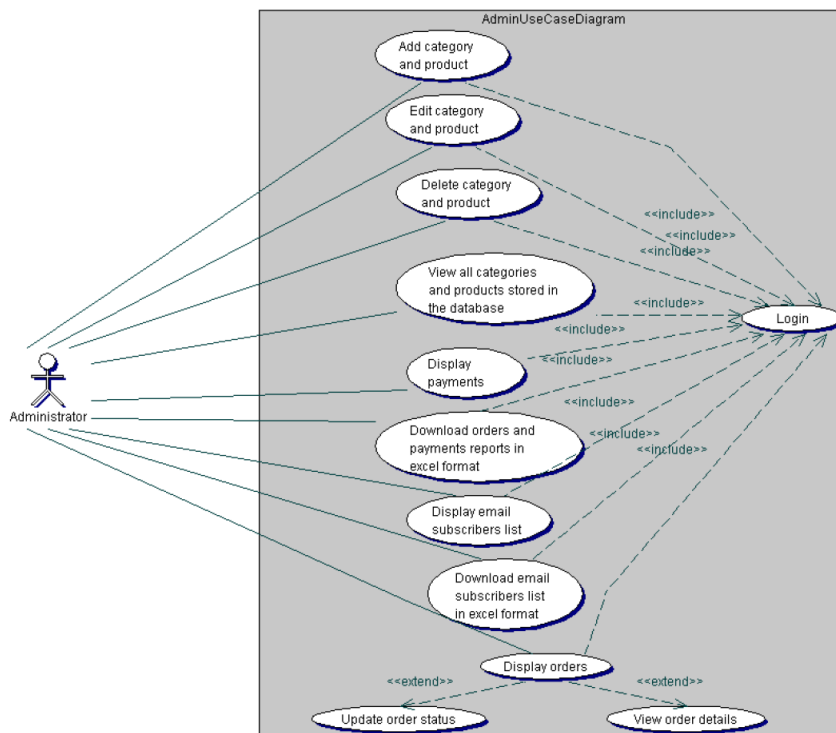 AdminUseCaseDiagram
Add category
and product
Edit category
and product
Delete category
and product
<<include>>
<<include>>
<<include>>
View all categories
and products stored in
the database
<<include>>
Login
<<include>>
Display
payments
<<include>>
Administrator
<<include>>
Download orders and
payments reports in
excel format
<<include>>
<<include>>
Display email
subscribers list
Download email
subscribers list
in excel format
Display orders
<<extend>>
<<extend>>
Update order status
View order details